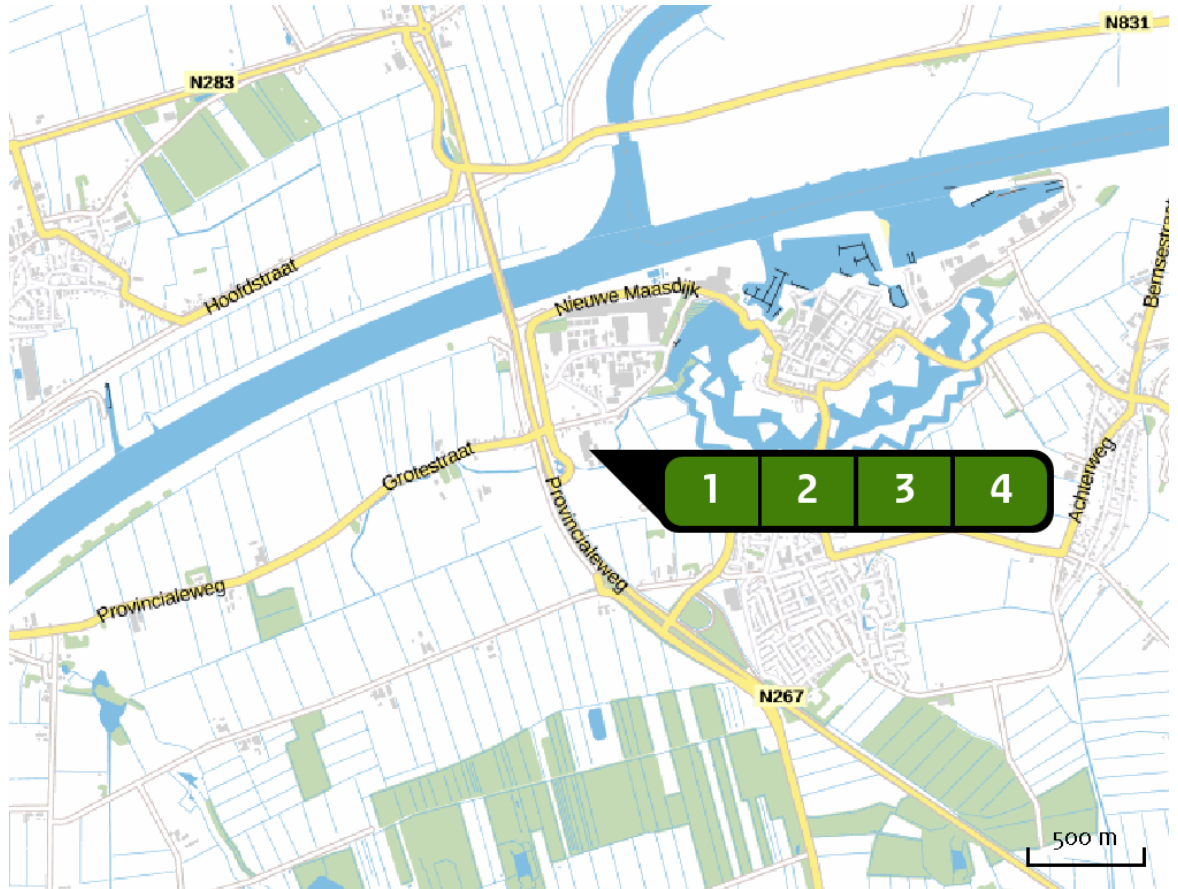 N831
N283
Bernsestraat
Hoofdstraat
Nieuwe Maasdijk
Grotestraat
Achterweg
1 2 3 4
Provincialeweg
Provincialeweg
N267
500 m